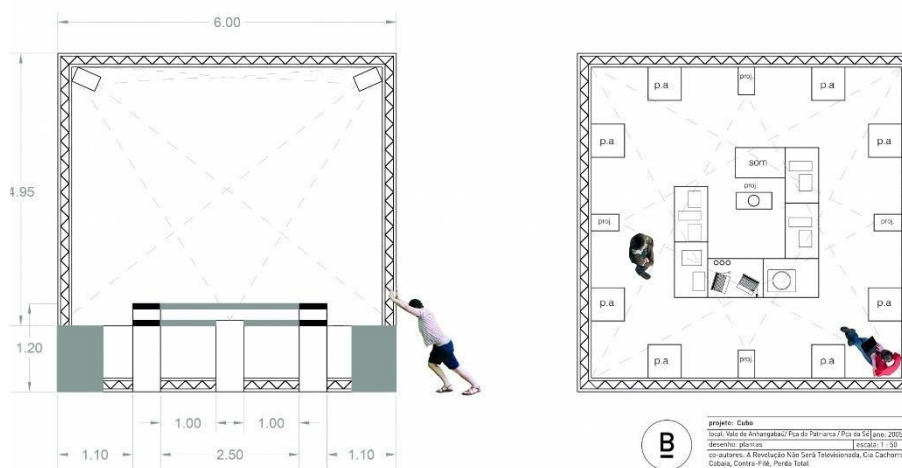 6.00
4.95
1.20
1.00
1.00
1.10
2.50
1.10
p.a
proj.
p.a
p.a
p.a
som
proj.
proj.
proj.
p.a
p.a
p.a
proj.
p.a
B
projeto: Cubo
local: Vale do Anhangabaú/ Pça do Patriarca / Pça da Sé
ano: 2005
desenho: plantas
escala: 1 : 50
co-autores: A Revolução Não Será Televisionada, Cia Cachorra,
Cobaia, Contra-Filé, Perda Total